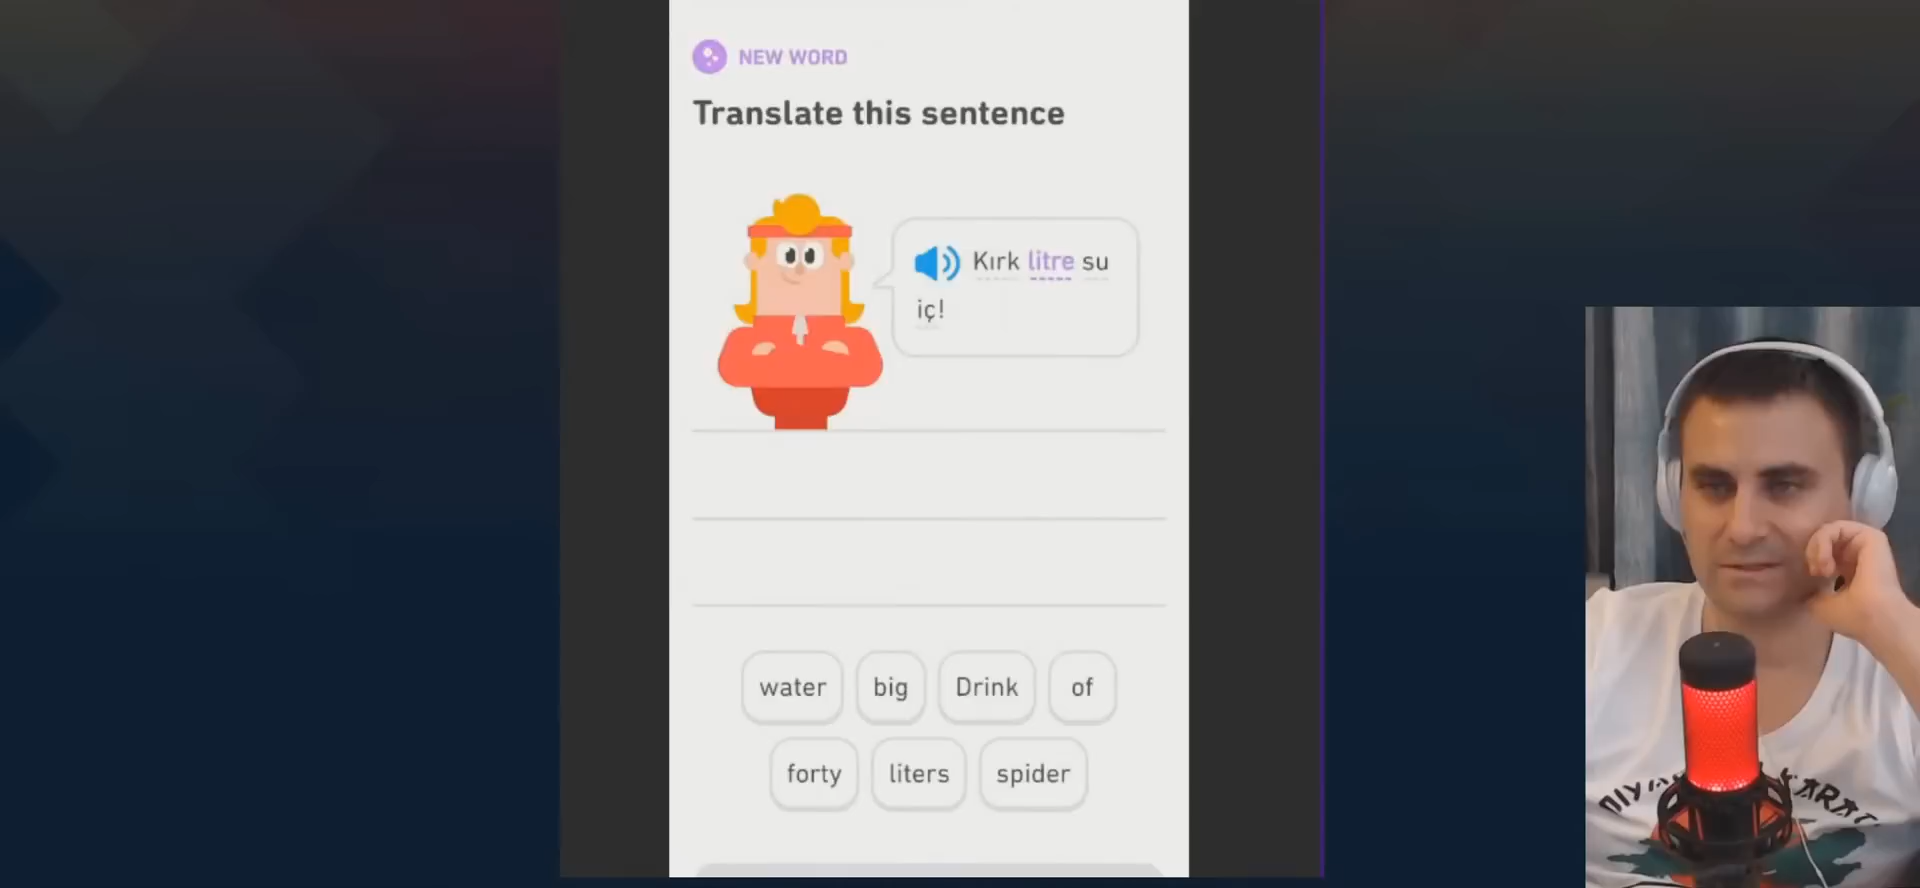 NEW WORD
Translate this sentence
Kırk litre su
iç!
water big Drink of
forty liters spider